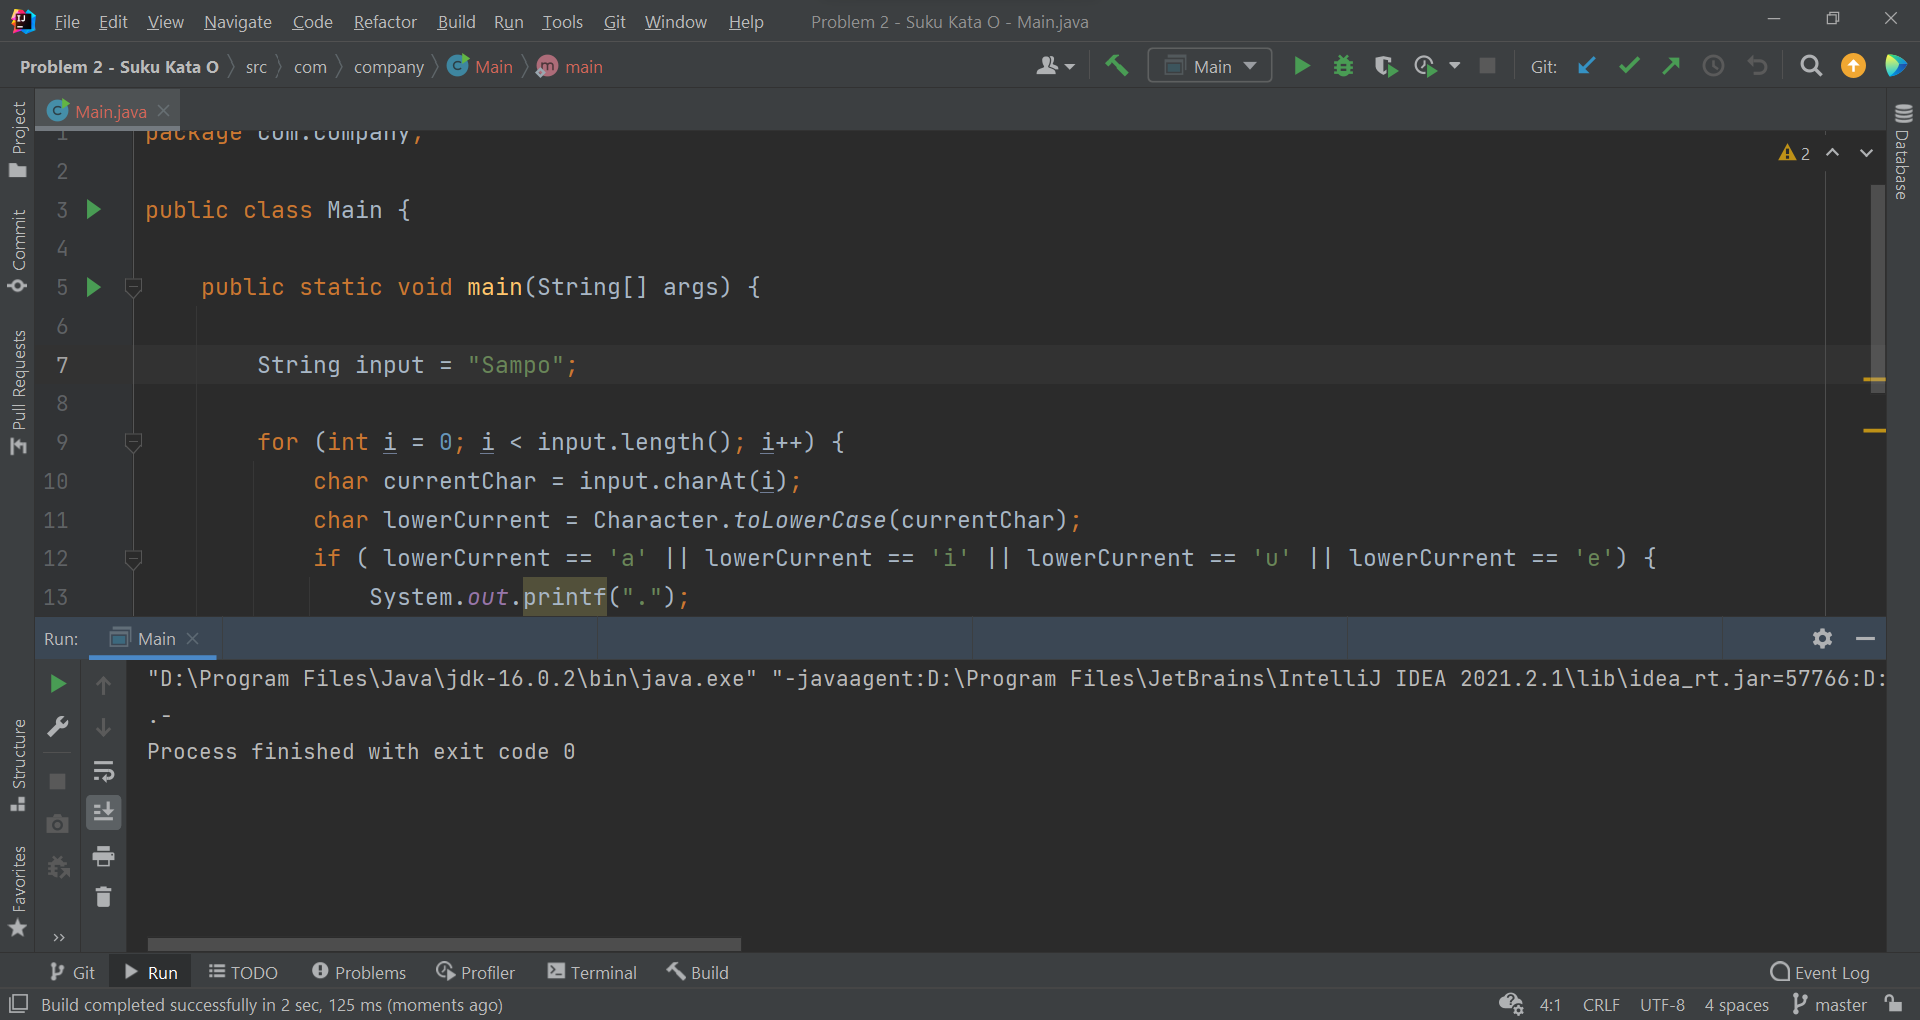 File Edit View Navigate Code Refactor Build Run Tools Git Window Help Problem 2 - Suku Kata O - Main.java
Problem 2 - Suku Kata O src com company Main main Main Git:
Main.java
1 package com.company;
2
3 public class Main {
4
5 public static void main(String[] args) {
6
7 String input = "Sampo";
8
9 for (int i = 0; i < input.length(); i++) {
10 char currentChar = input.charAt(i);
11 char lowerCurrent = Character.toLowerCase(currentChar);
12 if ( lowerCurrent == 'a' || lowerCurrent == 'i' || lowerCurrent == 'u' || lowerCurrent == 'e') {
13 System.out.printf(".");
2
Project
Commit
Pull Requests
Structure
Favorites
Database
Run: Main
"D:\Program Files\Java\jdk-16.0.2\bin\java.exe" "-javaagent:D:\Program Files\JetBrains\IntelliJ IDEA 2021.2.1\lib\idea_rt.jar=57766:D:
.-
Process finished with exit code 0
Git Run TODO Problems Profiler Terminal Build Event Log
Build completed successfully in 2 sec, 125 ms (moments ago) 4:1 CRLF UTF-8 4 spaces master